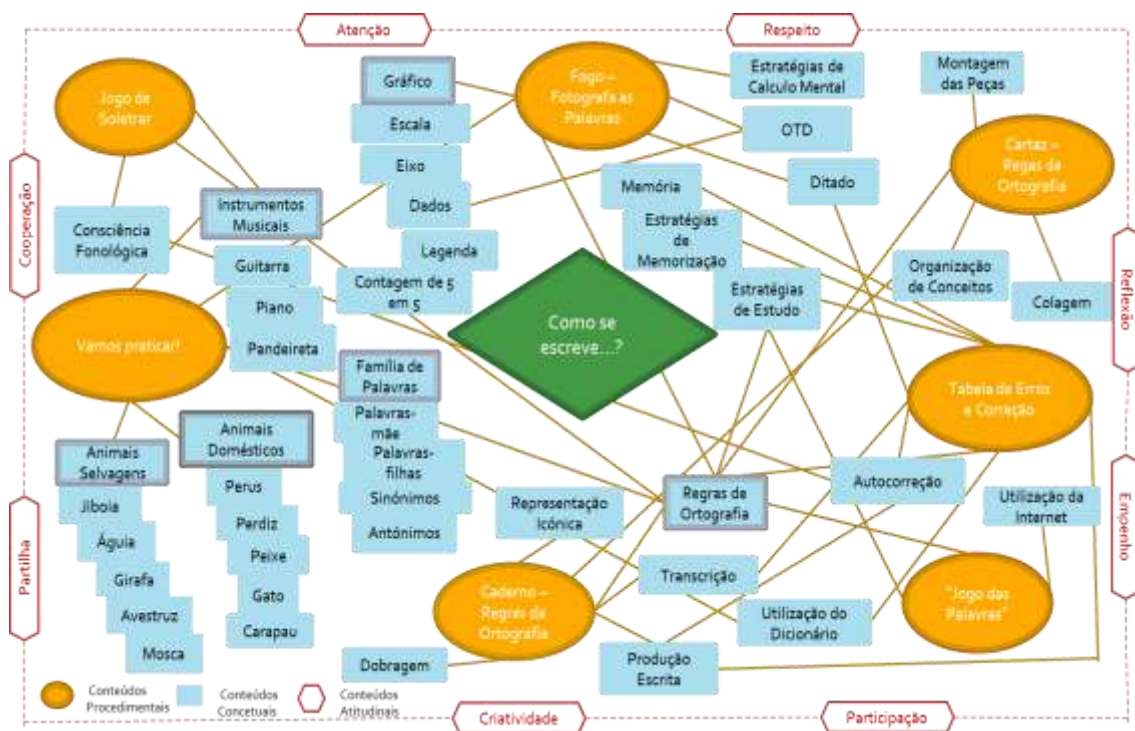 Atenção
Respeito
Jogo de
Soletrar
Gráfico
Escala
Eixo
Dados
Legenda
Contagem de 5
em 5
Fogo –
Fotografa as
Palavras
Estratégias de
Calculo Mental
OTD
Ditado
Montagem
das Peças
Cartaz –
Regas de
Ortografia
Cooperação
Consciência
Fonológica
Instrumentos
Musicais
Guitarra
Piano
Pandeireta
Memória
Estratégias
de
Memorização
Estratégias
de Estudo
Organização
de Conceitos
Colagem
Reflexão
Vamos praticar!
Como se
escreve...?
Família de
Palavras
Palavras-
mãe
Palavras-
filhas
Sinónimos
Antónimos
Tabela de Erros
e Correção
Animais
Selvagens
Jiboia
Águia
Girafa
Avestruz
Mosca
Animais
Domésticos
Perus
Perdiz
Peixe
Gato
Carapau
Representação
Icónica
Regras de
Ortografia
Autocorreção
Utilização da
Internet
Empenho
Partilha
Caderno –
Regras de
Ortografia
Transcrição
Utilização do
Dicionário
"Jogo das
Palavras"
Dobragem
Produção
Escrita
Conteúdos
Procedimentais
Conteúdos
Concetuais
Conteúdos
Atitudinais
Criatividade
Participação